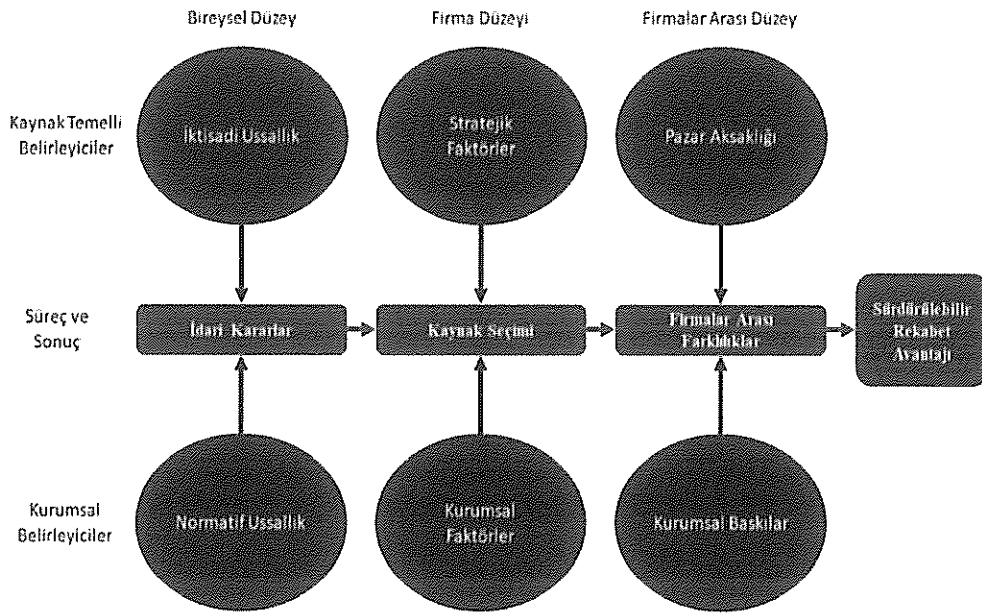 Bireysel Düzey
Firma Düzeyi
Firmalar Arası Düzey
Kaynak Temelli
Belirleyiciler
İktisadi Ussallık
Stratejik
Faktörler
Pazar Aksaklığı
Süreç ve
Sonuç
İdari Kararlar
Kaynak Seçimi
Firmalar Arası
Farklılıklar
Sürdürülebilir
Rekabet
Avantajı
Kurumsal
Belirleyiciler
Normatif Ussallık
Kurumsal
Faktörler
Kurumsal Baskılar